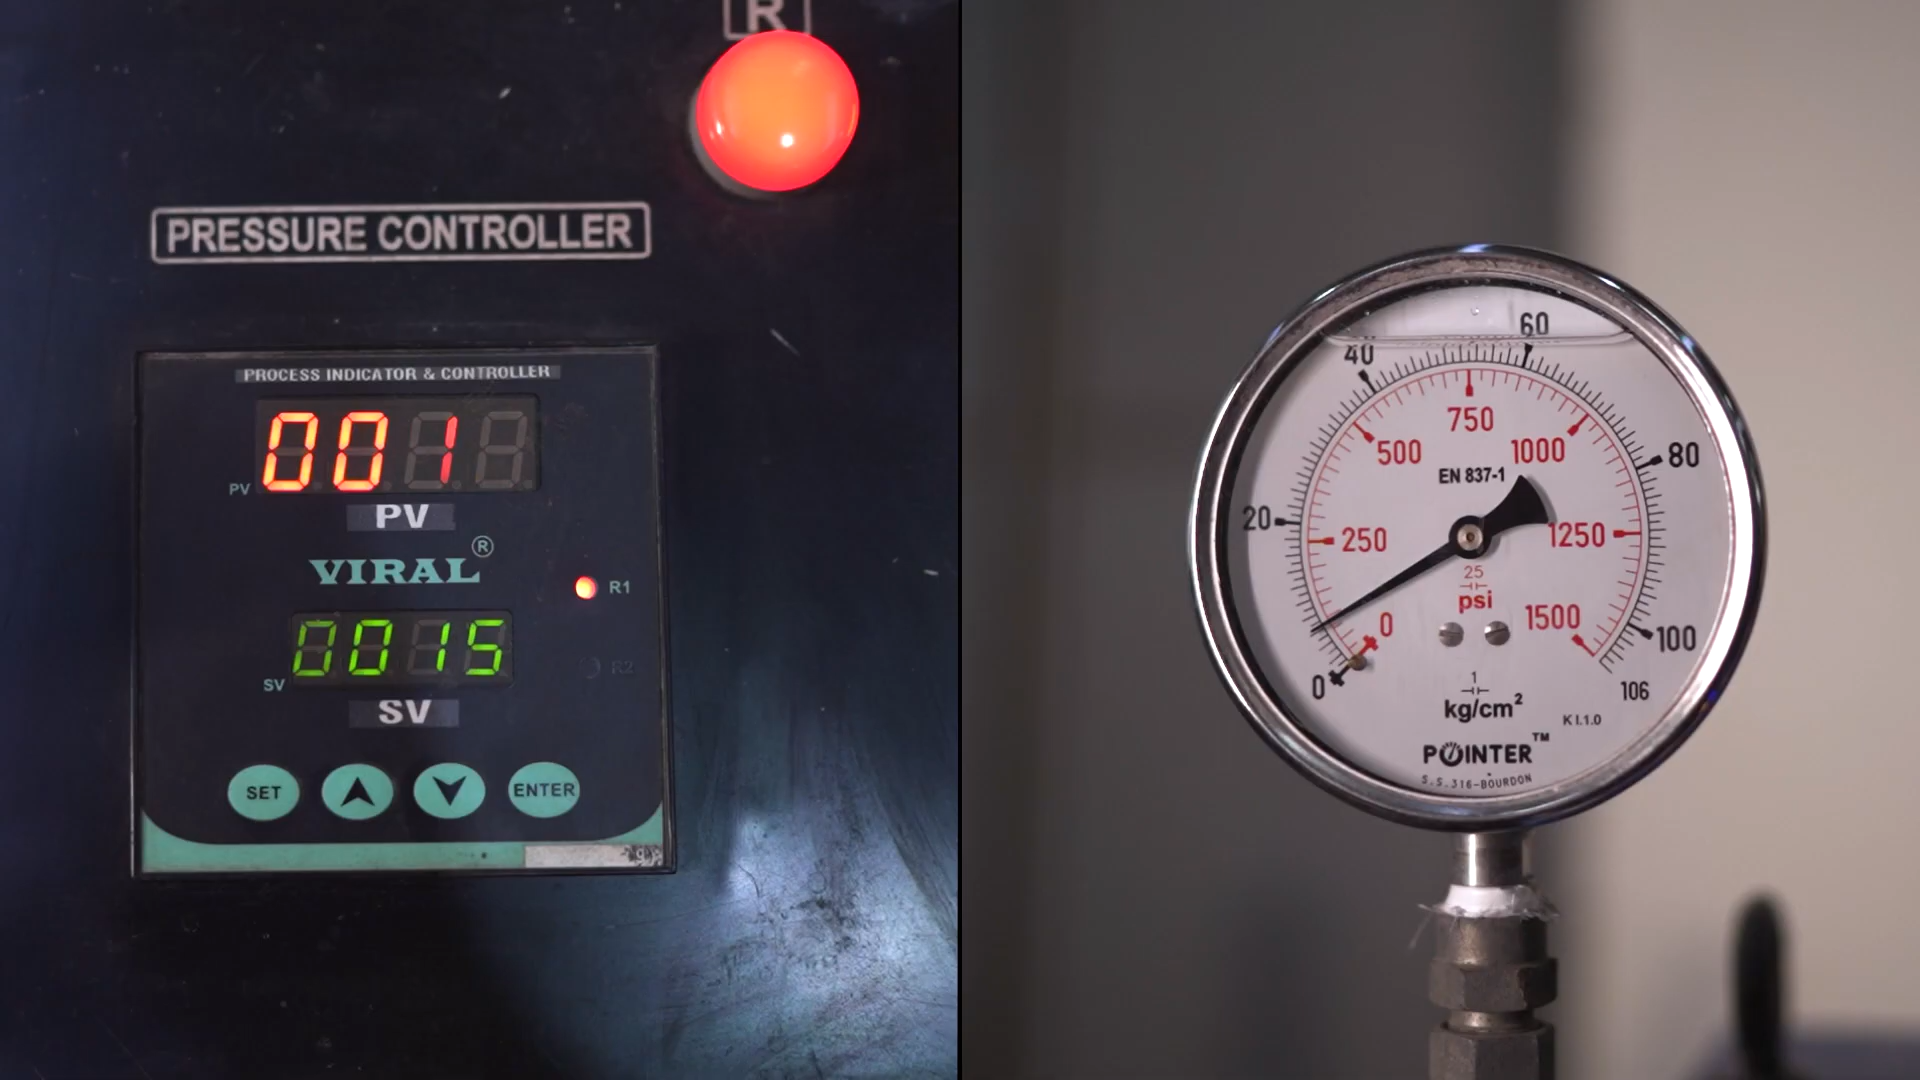 R
PRESSURE CONTROLLER
PROCESS INDICATOR & CONTROLLER
001
PV
PV
VIRAL®
R1
0015
R2
SV
SV
SET
ENTER
60
40
750
500
1000
80
EN 837-1
20
250
1250
25
psi
0
1500
100
0
1
106
kg/cm²
K I.1.0
POINTER™
S.S.316-BOURDON